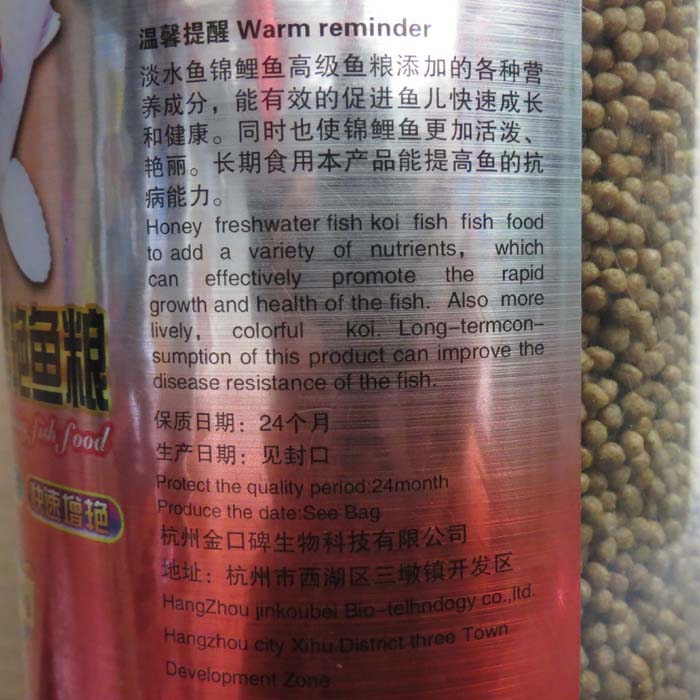 温馨提醒 Warm reminder
淡水鱼锦鲤鱼高级鱼粮添加的各种营
养成分，能有效的促进鱼儿快速成长
和健康。同时也使锦鲤鱼更加活泼、
艳丽。长期食用本产品能提高鱼的抗
病能力。
Honey freshwater fish koi fish fish food
to add a variety of nutrients, which
can effectively promote the rapid
growth and health of the fish. Also more
lively, colorful koi. Long-termcon-
sumption of this product can improve the
disease resistance of the fish.
保质日期：24个月
生产日期：见封口
Protect the quality period:24month
Produce the date:See Bag
杭州金口碑生物科技有限公司
地址：杭州市西湖区三墩镇开发区
HangZhou jinkoubei Bio-telhndogy co.,ltd.
Hangzhou city Xihu District three Town
Development Zone
艳鱼粮
fish food
快速增艳